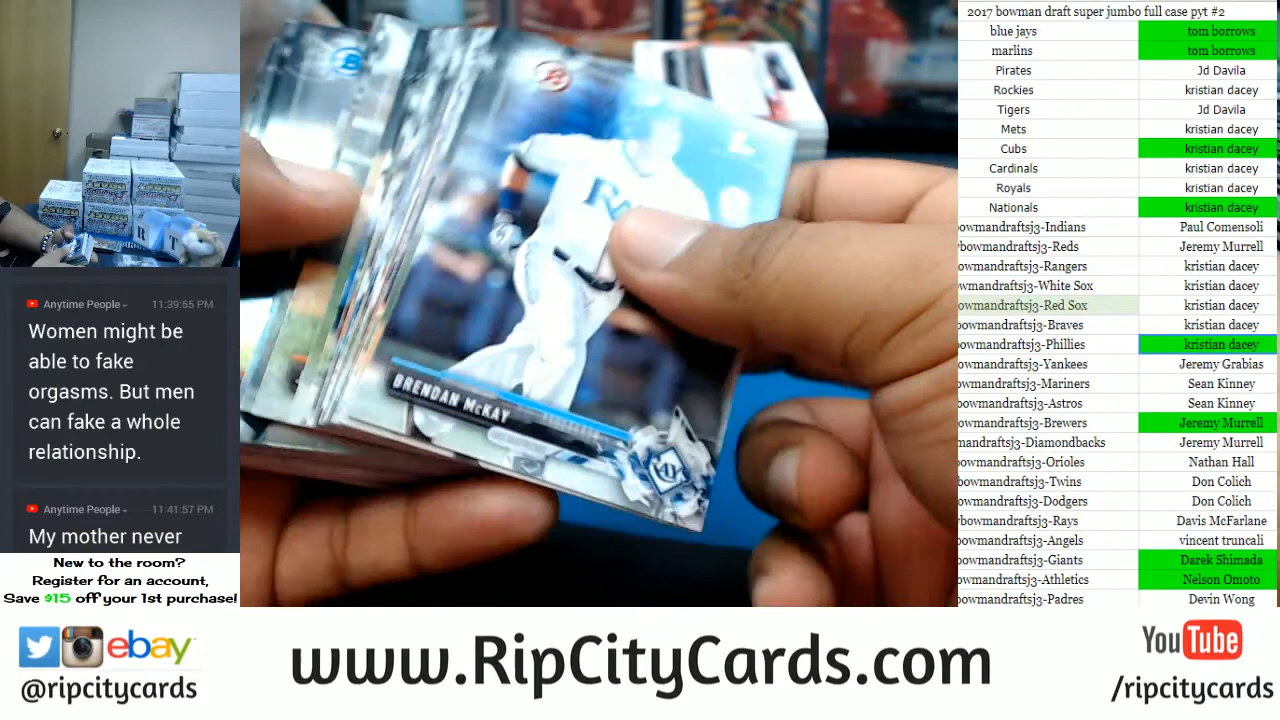 2017 bowman draft super jumbo full case pyt #2
blue jays tom borrows
marlins tom borrows
Pirates Jd Davila
Rockies kristian dacey
Tigers Jd Davila
Mets kristian dacey
Cubs kristian dacey
Cardinals kristian dacey
Royals kristian dacey
Nationals kristian dacey
owmandraftsj3-Indians Paul Comensoli
bowmandraftsj3-Reds Jeremy Murrell
owmandraftsj3-Rangers kristian dacey
wmandraftsj3-White Sox kristian dacey
owmandraftsj3-Red Sox kristian dacey
bowmandraftsj3-Braves kristian dacey
owmandraftsj3-Phillies kristian dacey
owmandraftsj3-Yankees Jeremy Grabias
wmandraftsj3-Mariners Sean Kinney
owmandraftsj3-Astros Sean Kinney
owmandraftsj3-Brewers Jeremy Murrell
mandraftsj3-Diamondbacks Jeremy Murrell
owmandraftsj3-Orioles Nathan Hall
bowmandraftsj3-Twins Don Colich
owmandraftsj3-Dodgers Don Colich
bowmandraftsj3-Rays Davis McFarlane
owmandraftsj3-Angels vincent truncali
bowmandraftsj3-Giants Darek Shimada
owmandraftsj3-Athletics Nelson Omoto
bowmandraftsj3-Padres Devin Wong
R
BRENDAN McKAY
TB
R T
Anytime People 11:39:55 PM
Women might be
able to fake
orgasms. But men
can fake a whole
relationship.
Anytime People 11:41:57 PM
My mother never
New to the room?
Register for an account,
Save $15 off your 1st purchase!
ebay
@ripcitycards
www.RipCityCards.com
YouTube
/ripcitycards